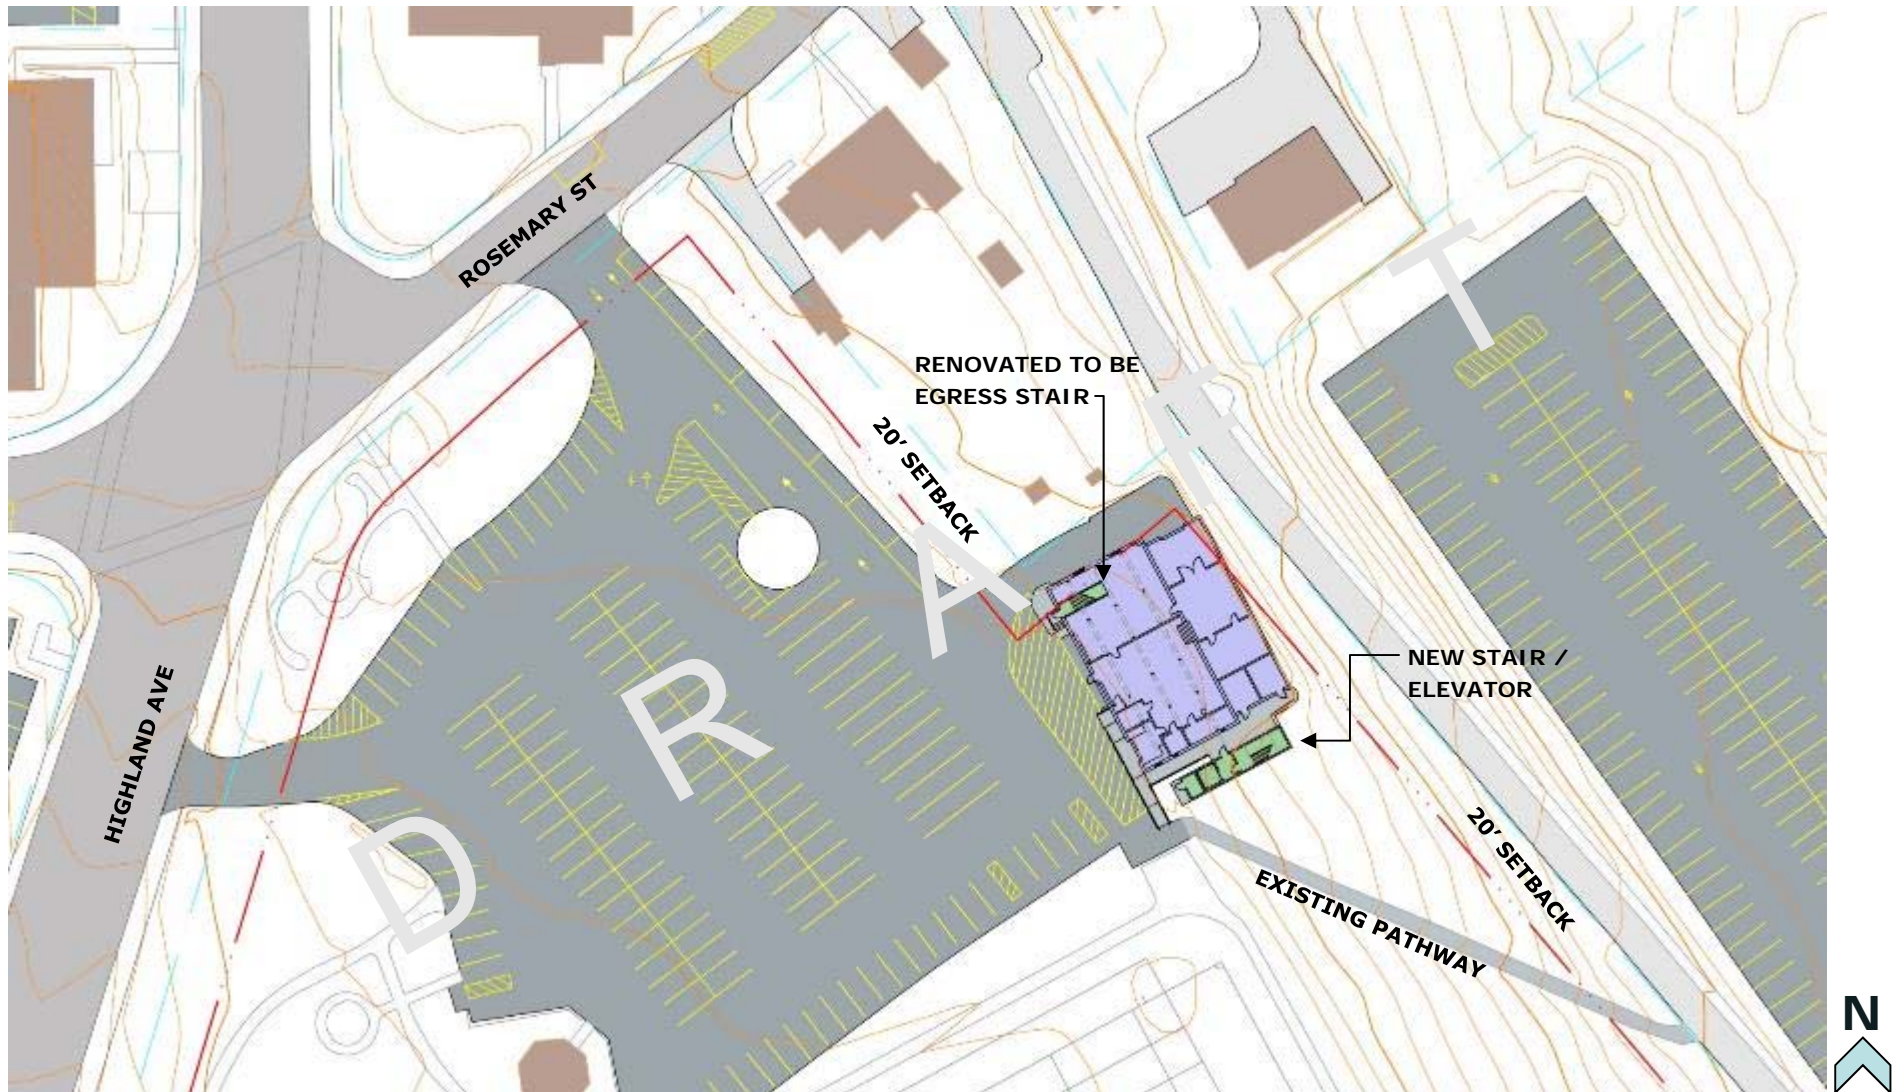 ROSEMARY ST
RENOVATED TO BE
EGRESS STAIR
20' SETBACK
DRAFT
NEW STAIR /
ELEVATOR
HIGHLAND AVE
20' SETBACK
EXISTING PATHWAY
N